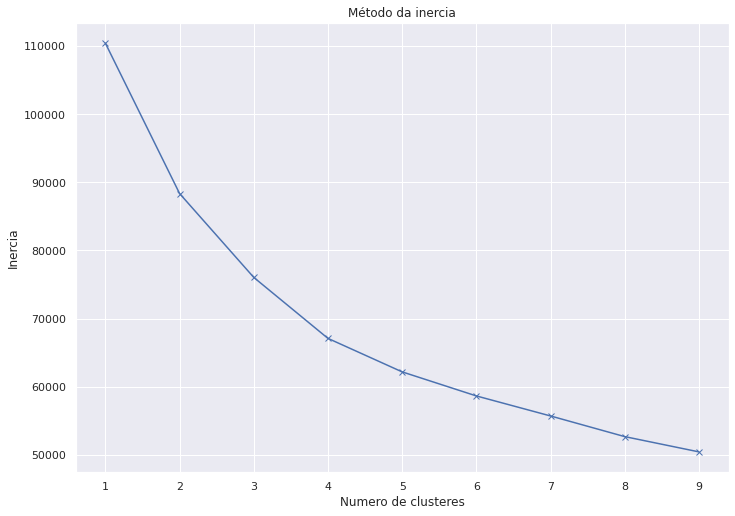 Método da inercia
110000
100000
90000
80000
70000
60000
50000
Inercia
1 2 3 4 5 6 7 8 9
Numero de clusteres